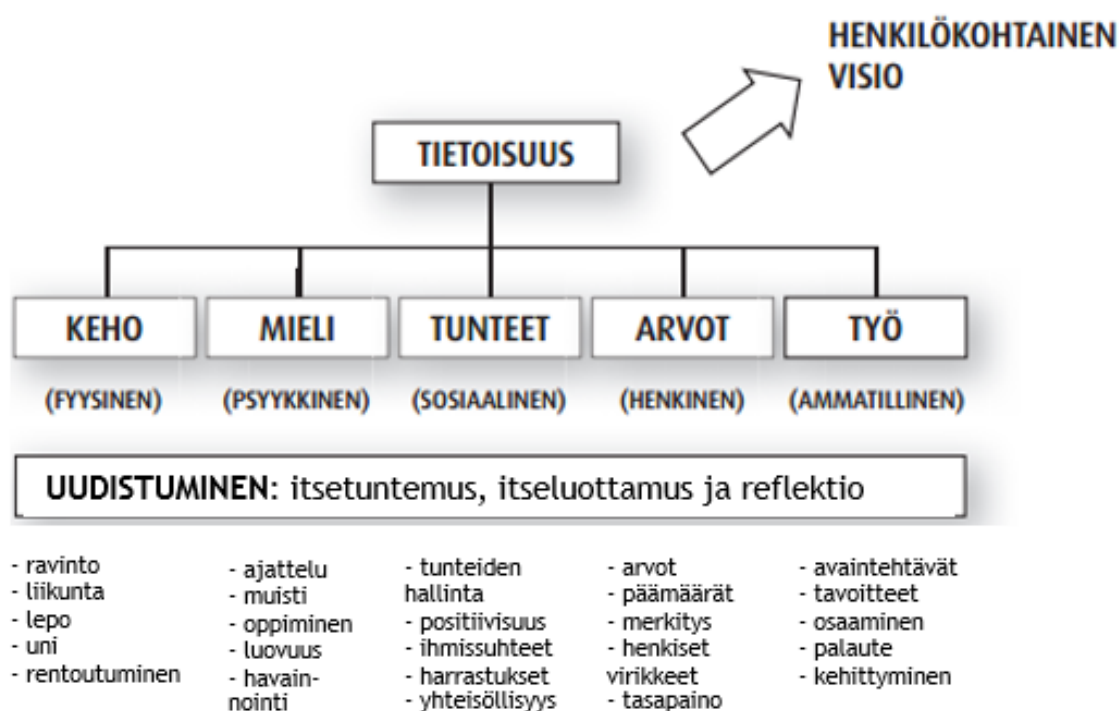 HENKILÖKOHTAINEN
VISIO
TIETOISUUS
KEHO
MIELI
TUNTEET
ARVOT
TYÖ
(FYYSINEN)
(PSYYKKINEN)
(SOSIAALINEN)
(HENKINEN)
(AMMATILLINEN)
UUDISTUMINEN: itsetuntemus, itseluottamus ja reflektio
- ravinto
- liikunta
- lepo
- uni
- rentoutuminen
- ajattelu
- muisti
- oppiminen
- luovuus
- havain-
nointi
- tunteiden
hallinta
- positiivisuus
- ihmissuhteet
- harrastukset
- yhteisöllisyys
- arvot
- päämäärät
- merkitys
- henkiset
virikkeet
- tasapaino
- avaintehtävät
- tavoitteet
- osaaminen
- palaute
- kehittyminen